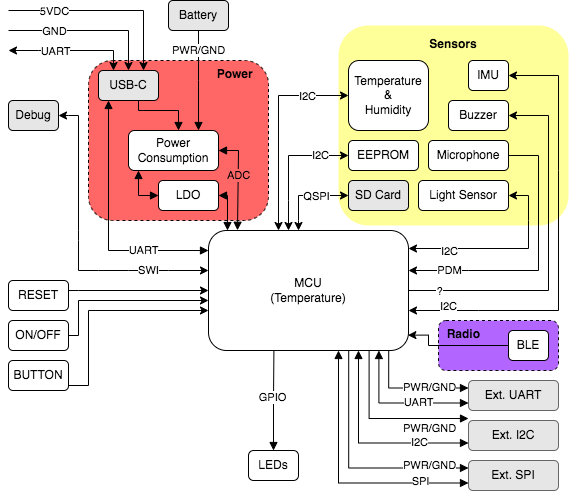 Battery
5VDC
GND
UART
PWR/GND
Sensors
USB-C
Power
Temperature
&
Humidity
IMU
I2C
Buzzer
Debug
Power
Consumption
I2C
EEPROM
Microphone
ADC
LDO
QSPI
SD Card
Light Sensor
UART
I2C
SWI
PDM
MCU
(Temperature)
RESET
?
I2C
ON/OFF
Radio
BLE
BUTTON
GPIO
PWR/GND
UART
Ext. UART
PWR/GND
I2C
Ext. I2C
LEDs
PWR/GND
SPI
Ext. SPI